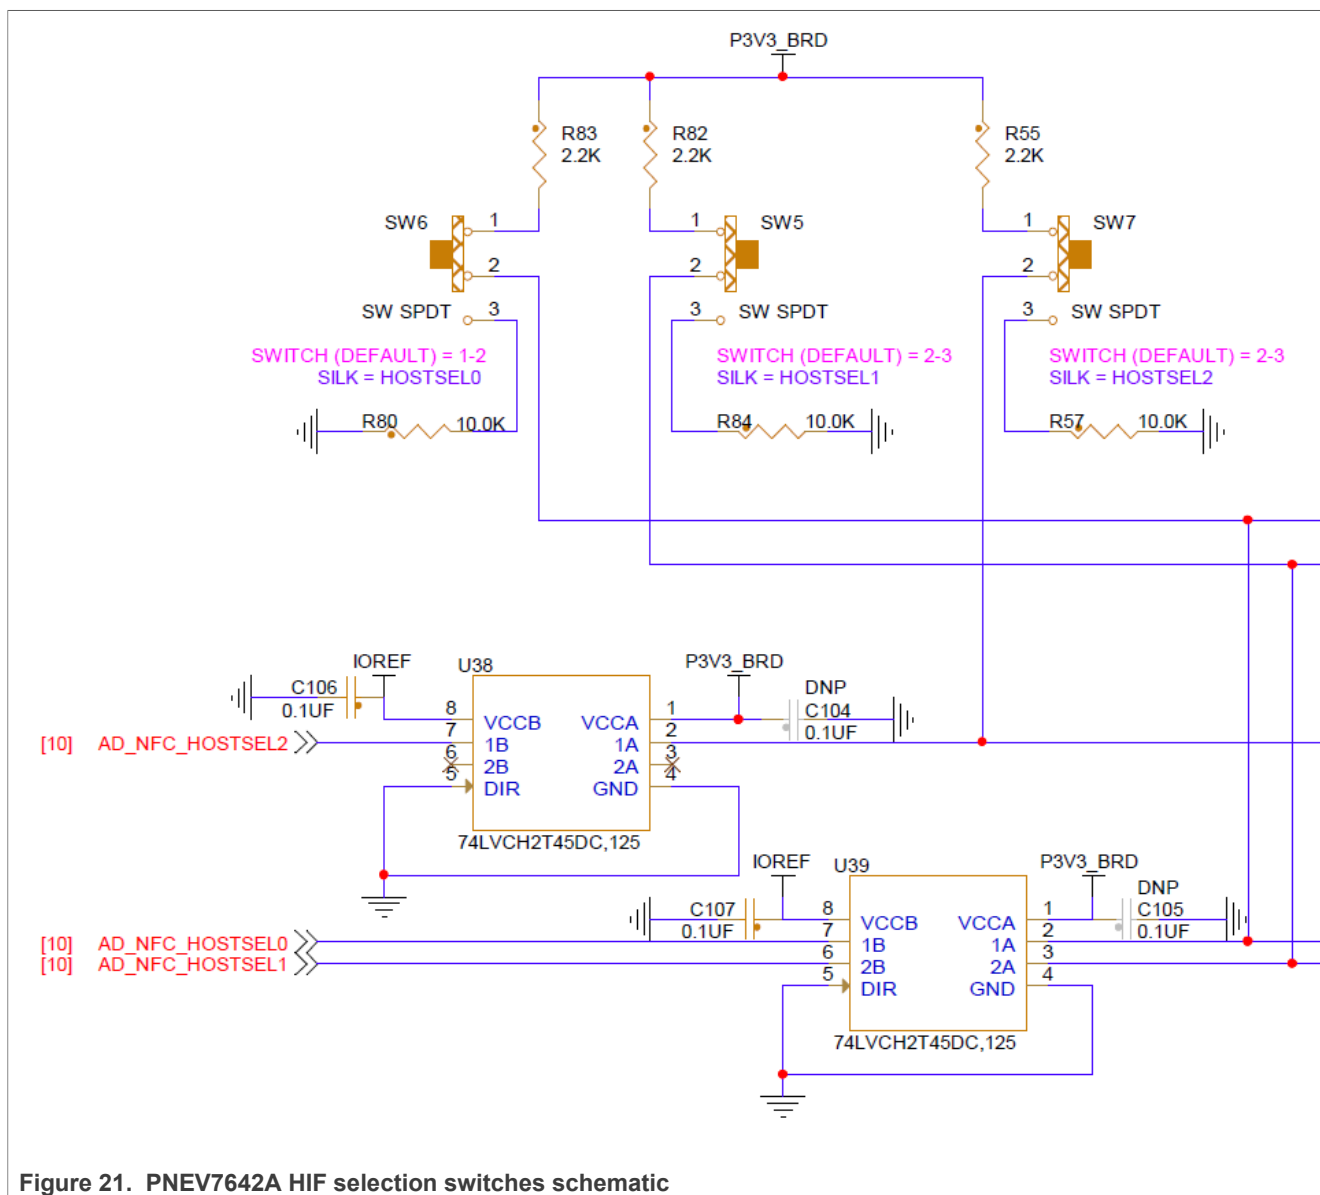 P3V3_BRD
R83
2.2K
R82
2.2K
R55
2.2K
SW6
1
2
3
SW SPDT
SWITCH (DEFAULT) = 1-2
SILK = HOSTSEL0
R80
10.0K
1
SW5
2
3
SW SPDT
SWITCH (DEFAULT) = 2-3
SILK = HOSTSEL1
R84
10.0K
1
SW7
2
3
SW SPDT
SWITCH (DEFAULT) = 2-3
SILK = HOSTSEL2
R57
10.0K
IOREF
U38
P3V3_BRD
C106
0.1UF
DNP
C104
0.1UF
8 VCCB VCCA 1
7 1B 1A 2
6 2B 2A 3
5 DIR GND 4
[10] AD_NFC_HOSTSEL2
74LVCH2T45DC,125
IOREF
U39
P3V3_BRD
C107
0.1UF
DNP
C105
0.1UF
8 VCCB VCCA 1
7 1B 1A 2
6 2B 2A 3
5 DIR GND 4
[10] AD_NFC_HOSTSEL0
[10] AD_NFC_HOSTSEL1
74LVCH2T45DC,125
Figure 21. PNEV7642A HIF selection switches schematic